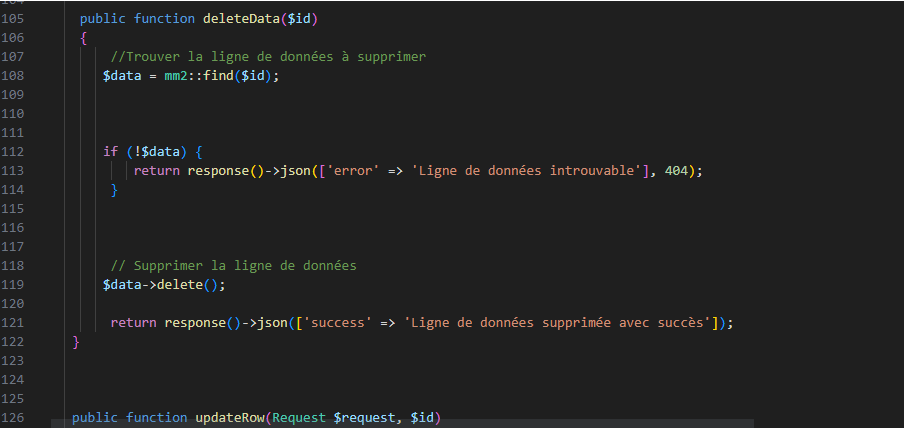 105 public function deleteData($id)
106 {
107 //Trouver la ligne de données à supprimer
108 $data = mm2::find($id);
109
110
111
112 if (!$data) {
113 return response()->json(['error' => 'Ligne de données introuvable'], 404);
114 }
115
116
117
118 // Supprimer la ligne de données
119 $data->delete();
120
121 return response()->json(['success' => 'Ligne de données supprimée avec succès']);
122 }
123
124
125
126 public function updateRow(Request $request, $id)